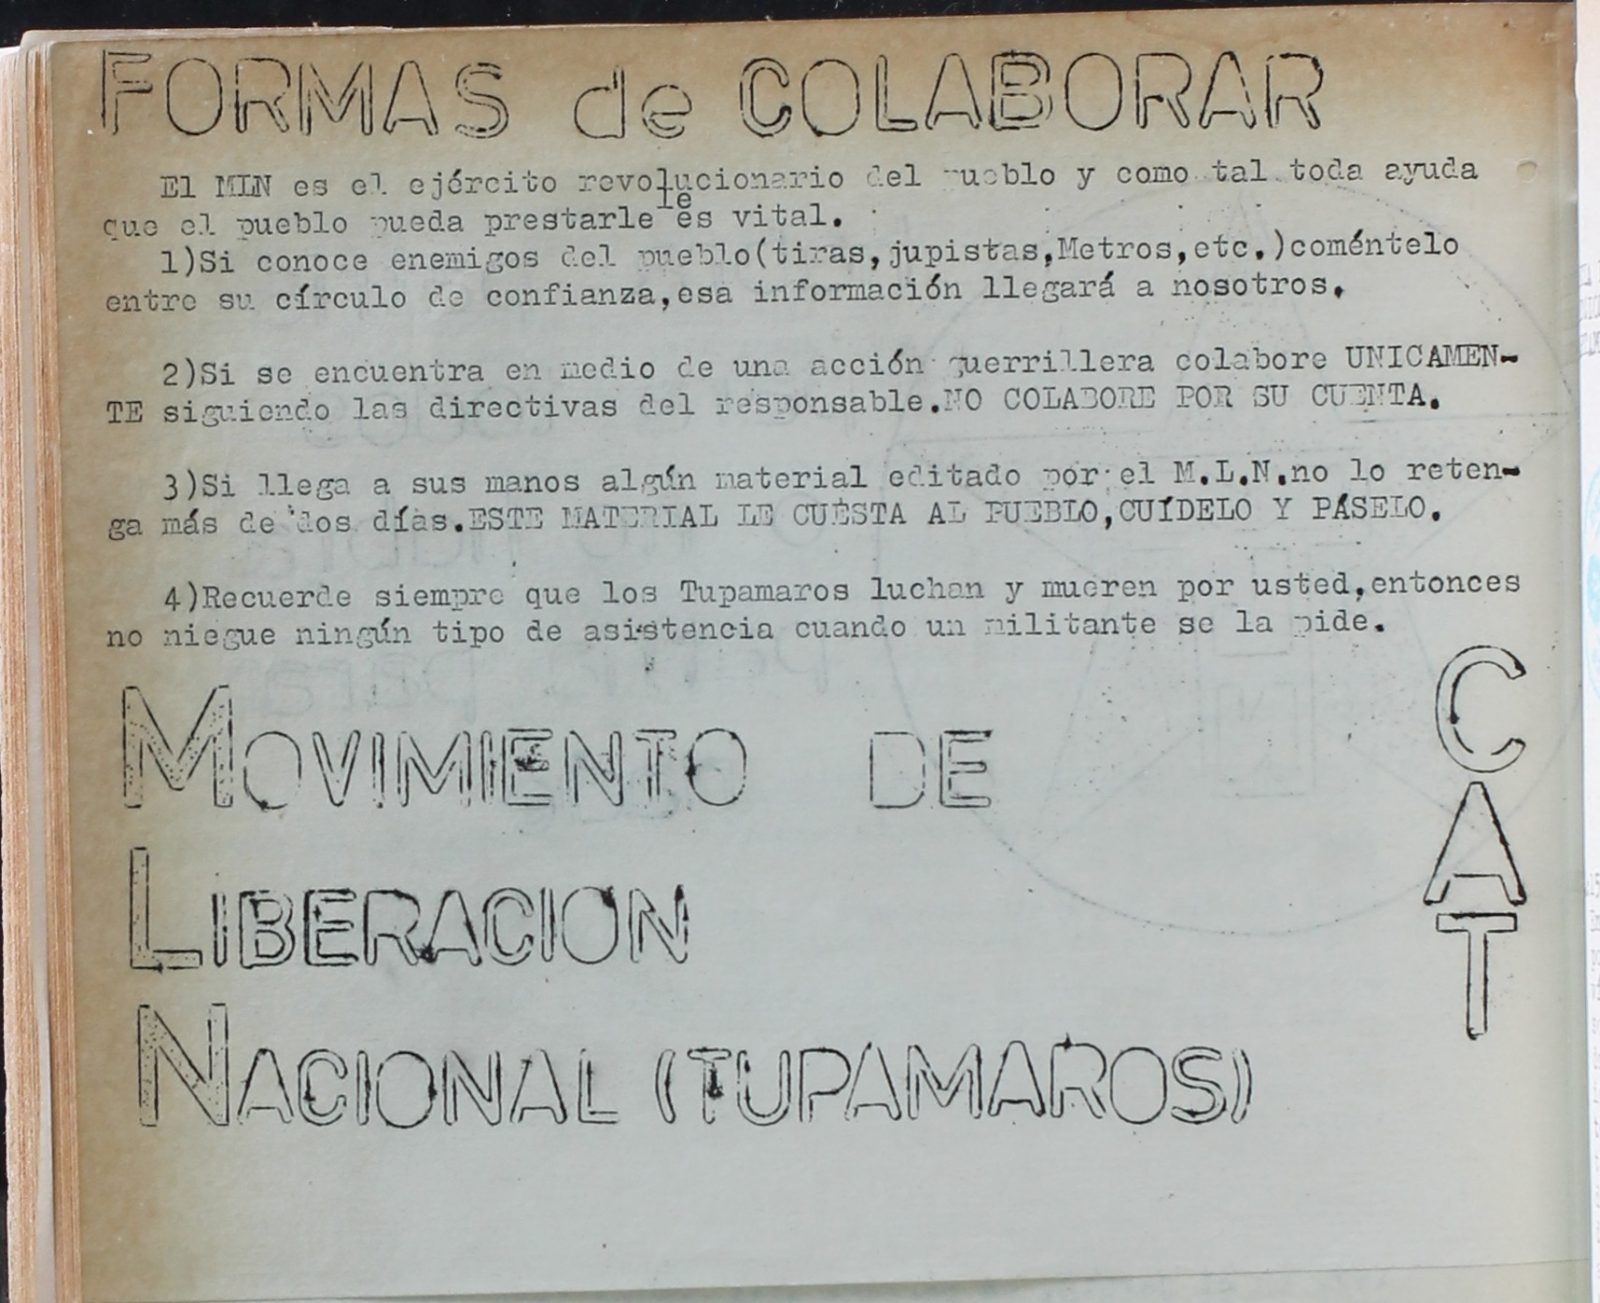 FORMAS de COLABORAR
El MLN es el ejército revolucionario del pueblo y como tal toda ayuda
que el pueblo pueda prestarle le es vital.
1)Si conoce enemigos del pueblo(tiras,jupistas,Metros,etc.)coméntelo
entre su círculo de confianza,esa información llegará a nosotros.
2)Si se encuentra en medio de una acción guerrillera colabore UNICAMEN-
TE siguiendo las directivas del responsable.NO COLABORE POR SU CUENTA.
3)Si llega a sus manos algún material editado por el M.L.N.no lo reten-
ga más de dos días.ESTE MATERIAL LE CUESTA AL PUEBLO,CUÍDELO Y PÁSELO.
4)Recuerde siempre que los Tupamaros luchan y mueren por usted,entonces
no niegue ningún tipo de asistencia cuando un militante se la pide.
MOVIMIENTO DE
LIBERACION
NACIONAL (TUPAMAROS)
CAT